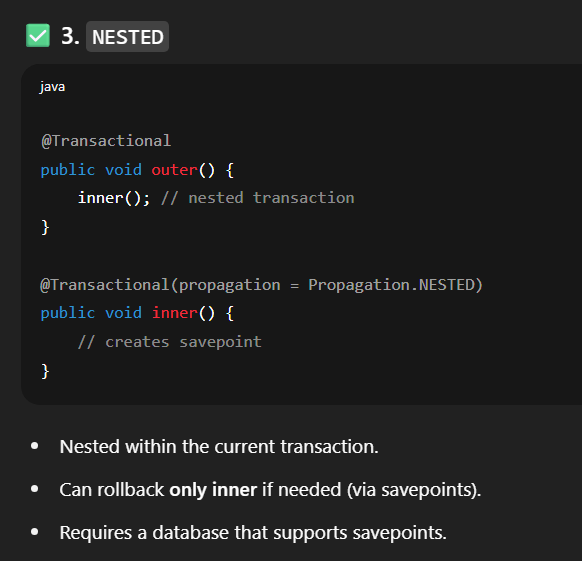 ✅ 3. NESTED
java
@Transactional
public void outer() {
    inner(); // nested transaction
}
@Transactional(propagation = Propagation.NESTED)
public void inner() {
    // creates savepoint
}
• Nested within the current transaction.
• Can rollback only inner if needed (via savepoints).
• Requires a database that supports savepoints.